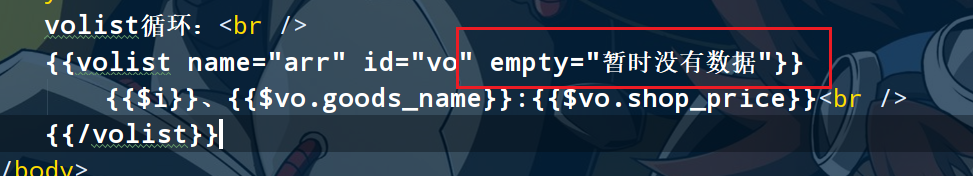 volist循环：<br />
{{volist name="arr" id="vo" empty="暂时没有数据"}}
{{$i}}、{{$vo.goods_name}}:{{$vo.shop_price}}<br />
{{/volist}}
/body>